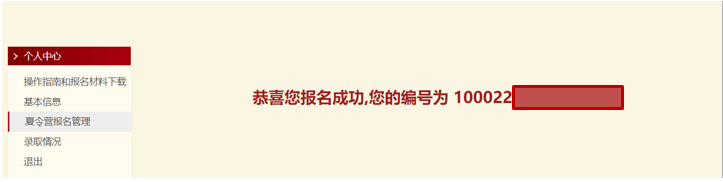 个人中心
操作指南和报名材料下载
基本信息
夏令营报名管理
录取情况
退出
恭喜您报名成功,您的编号为 100022